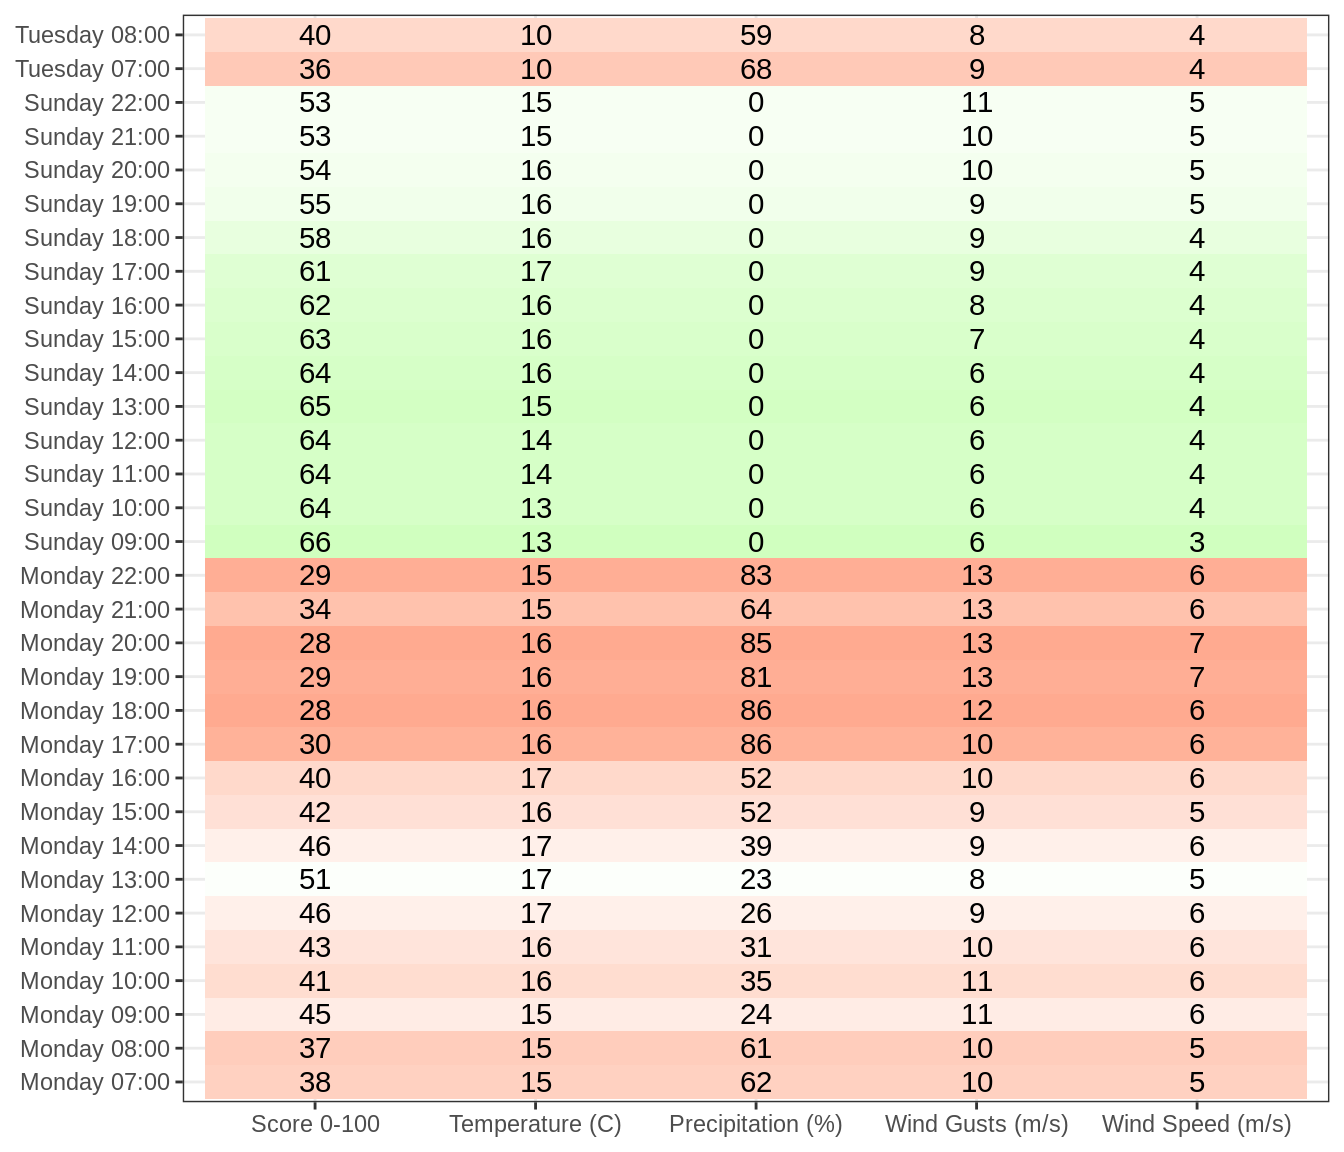 Tuesday 08:00 40 10 59 8 4
Tuesday 07:00 36 10 68 9 4
Sunday 22:00 53 15 0 11 5
Sunday 21:00 53 15 0 10 5
Sunday 20:00 54 16 0 10 5
Sunday 19:00 55 16 0 9 5
Sunday 18:00 58 16 0 9 4
Sunday 17:00 61 17 0 9 4
Sunday 16:00 62 16 0 8 4
Sunday 15:00 63 16 0 7 4
Sunday 14:00 64 16 0 6 4
Sunday 13:00 65 15 0 6 4
Sunday 12:00 64 14 0 6 4
Sunday 11:00 64 14 0 6 4
Sunday 10:00 64 13 0 6 4
Sunday 09:00 66 13 0 6 3
Monday 22:00 29 15 83 13 6
Monday 21:00 34 15 64 13 6
Monday 20:00 28 16 85 13 7
Monday 19:00 29 16 81 13 7
Monday 18:00 28 16 86 12 6
Monday 17:00 30 16 86 10 6
Monday 16:00 40 17 52 10 6
Monday 15:00 42 16 52 9 5
Monday 14:00 46 17 39 9 6
Monday 13:00 51 17 23 8 5
Monday 12:00 46 17 26 9 6
Monday 11:00 43 16 31 10 6
Monday 10:00 41 16 35 11 6
Monday 09:00 45 15 24 11 6
Monday 08:00 37 15 61 10 5
Monday 07:00 38 15 62 10 5
Score 0-100 Temperature (C) Precipitation (%) Wind Gusts (m/s) Wind Speed (m/s)